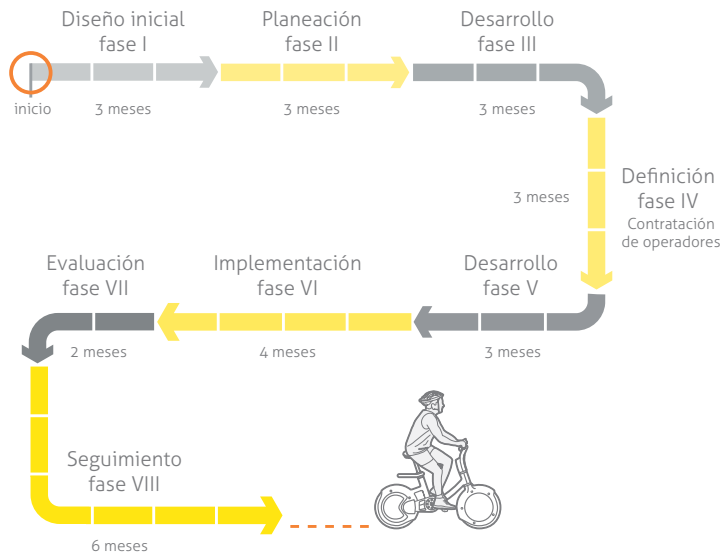 Diseño inicial
fase I
Planeación
fase II
Desarrollo
fase III
inicio
3 meses
3 meses
3 meses
3 meses
Definición
fase IV
Contratación
de operadores
Evaluación
fase VII
Implementación
fase VI
Desarrollo
fase V
2 meses
4 meses
3 meses
Seguimiento
fase VIII
6 meses